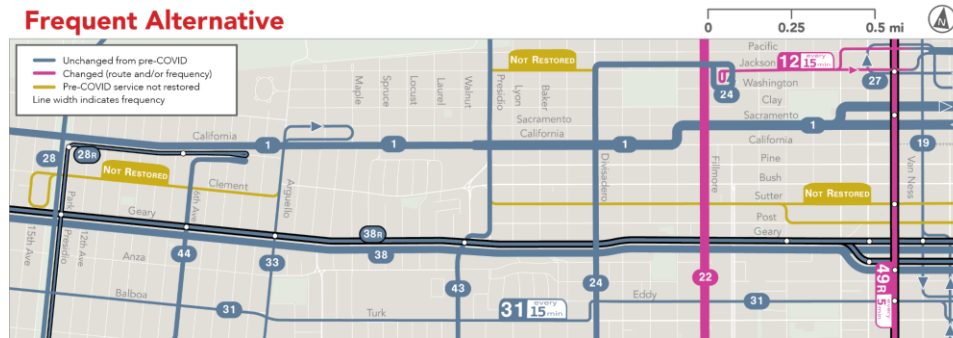 Frequent Alternative
0 0.25 0.5 mi
N
Unchanged from pre-COVID
Changed (route and/or frequency)
Pre-COVID service not restored
Line width indicates frequency
Maple
Spruce
Locust
Laurel
Walnut
Presidio
Lyon
Baker
NOT RESTORED
Pacific
Jackson
12 every 15 min
Washington
24
27
Clay
Sacramento
Sacramento
California
California
1
1
1
1
California
19
28
28R
NOT RESTORED
Clement
Arguello
6th Ave
Divisadero
Fillmore
Van Ness
Pine
Bush
Sutter
NOT RESTORED
Post
Geary
Geary
Park Presidio
15th Ave
12th Ave
38R
38
44
33
43
24
22
49R 5 min
Anza
Balboa
31
Turk
31 every 15 min
Eddy
31